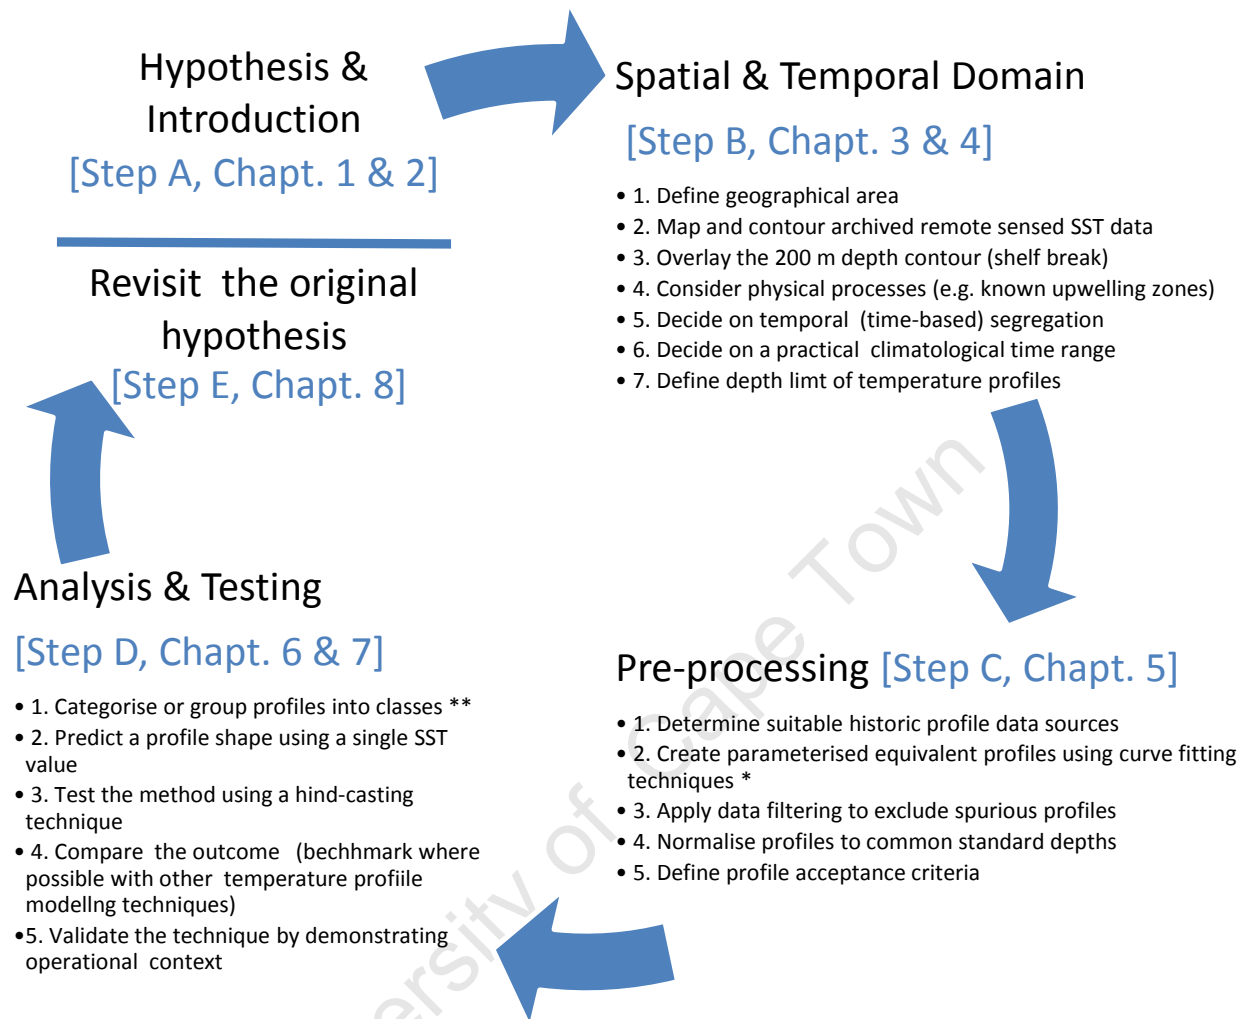 Hypothesis &
Introduction
[Step A, Chapt. 1 & 2]
Revisit the original
hypothesis
[Step E, Chapt. 8]
Spatial & Temporal Domain
[Step B, Chapt. 3 & 4]
• 1. Define geographical area
• 2. Map and contour archived remote sensed SST data
• 3. Overlay the 200 m depth contour (shelf break)
• 4. Consider physical processes (e.g. known upwelling zones)
• 5. Decide on temporal (time-based) segregation
• 6. Decide on a practical climatological time range
• 7. Define depth limt of temperature profiles
Pre-processing [Step C, Chapt. 5]
• 1. Determine suitable historic profile data sources
• 2. Create parameterised equivalent profiles using curve fitting
techniques *
• 3. Apply data filtering to exclude spurious profiles
• 4. Normalise profiles to common standard depths
• 5. Define profile acceptance criteria
Analysis & Testing
[Step D, Chapt. 6 & 7]
• 1. Categorise or group profiles into classes **
• 2. Predict a profile shape using a single SST
value
• 3. Test the method using a hind-casting
technique
• 4. Compare the outcome (bechhmark where
possible with other temperature profiile
modellng techniques)
•5. Validate the technique by demonstrating
operational context
ersity of Cape Town